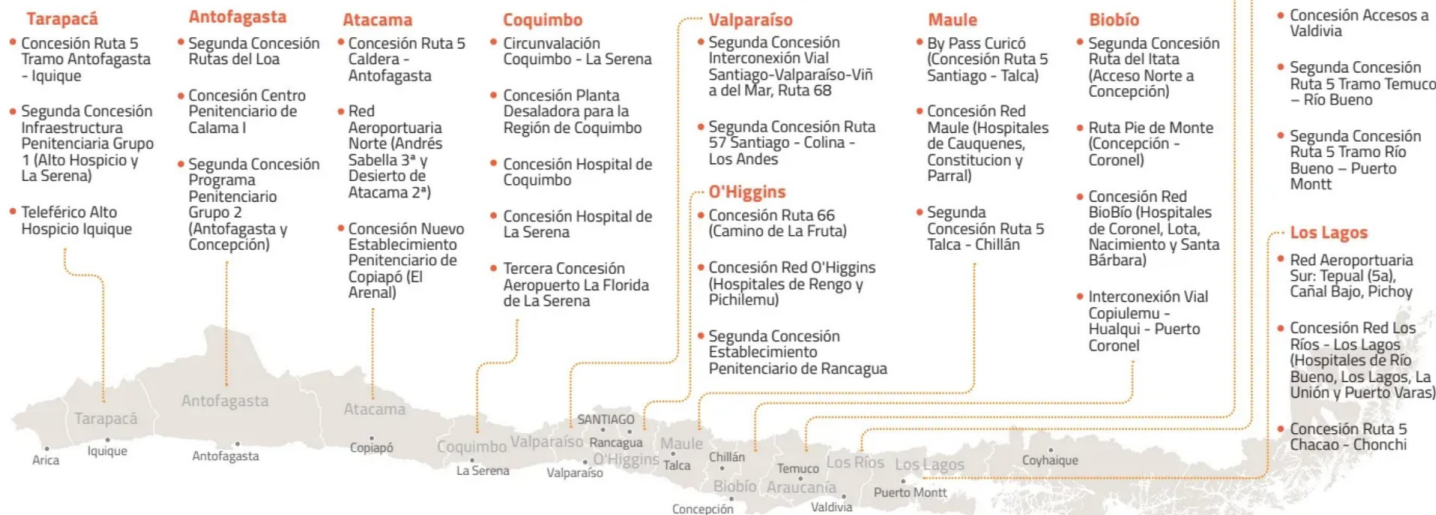 Tarapacá
Concesión Ruta 5
Tramo Antofagasta
- Iquique
Segunda Concesión
Infraestructura
Penitenciaria Grupo
1 (Alto Hospicio y
La Serena)
Teleférico Alto
Hospicio Iquique
Antofagasta
Segunda Concesión
Rutas del Loa
Concesión Centro
Penitenciario de
Calama I
Segunda Concesión
Programa
Penitenciario
Grupo 2
(Antofagasta y
Concepción)
Atacama
Concesión Ruta 5
Caldera -
Antofagasta
Red
Aeroportuaria
Norte (Andrés
Sabella 3ª y
Desierto de
Atacama 2ª)
Concesión Nuevo
Establecimiento
Penitenciario de
Copiapó (El
Arenal)
Coquimbo
Circunvalación
Coquimbo - La Serena
Concesión Planta
Desaladora para la
Región de Coquimbo
Concesión Hospital de
Coquimbo
Concesión Hospital de
La Serena
Tercera Concesión
Aeropuerto La Florida
de La Serena
Valparaíso
Segunda Concesión
Interconexión Vial
Santiago-Valparaíso-Viñ
a del Mar, Ruta 68
Segunda Concesión Ruta
57 Santiago - Colina -
Los Andes
O'Higgins
Concesión Ruta 66
(Camino de La Fruta)
Concesión Red O'Higgins
(Hospitales de Rengo y
Pichilemu)
Segunda Concesión
Establecimiento
Penitenciario de Rancagua
Maule
By Pass Curicó
(Concesión Ruta 5
Santiago - Talca)
Concesión Red
Maule (Hospitales
de Cauquenes,
Constitucion y
Parral)
Segunda
Concesión Ruta 5
Talca - Chillán
Biobío
Segunda Concesión
Ruta del Itata
(Acceso Norte a
Concepción)
Ruta Pie de Monte
(Concepción -
Coronel)
Concesión Red
BioBío (Hospitales
de Coronel, Lota,
Nacimiento y Santa
Bárbara)
Interconexión Vial
Copiulemu -
Hualqui - Puerto
Coronel
Concesión Accesos a
Valdivia
Segunda Concesión
Ruta 5 Tramo Temuco
– Río Bueno
Segunda Concesión
Ruta 5 Tramo Río
Bueno – Puerto
Montt
Los Lagos
Red Aeroportuaria
Sur: Tepual (5a),
Cañal Bajo, Pichoy
Concesión Red Los
Ríos - Los Lagos
(Hospitales de Río
Bueno, Los Lagos, La
Unión y Puerto Varas)
Concesión Ruta 5
Chacao - Chonchi
Tarapacá
Arica
Iquique
Antofagasta
Antofagasta
Atacama
Copiapó
Coquimbo
La Serena
Valparaíso
Valparaíso
SANTIAGO
Rancagua
O'Higgins
Maule
Talca
Chillán
Biobío
Concepción
Temuco
Araucanía
Los Ríos
Valdivia
Los Lagos
Puerto Montt
Coyhaique